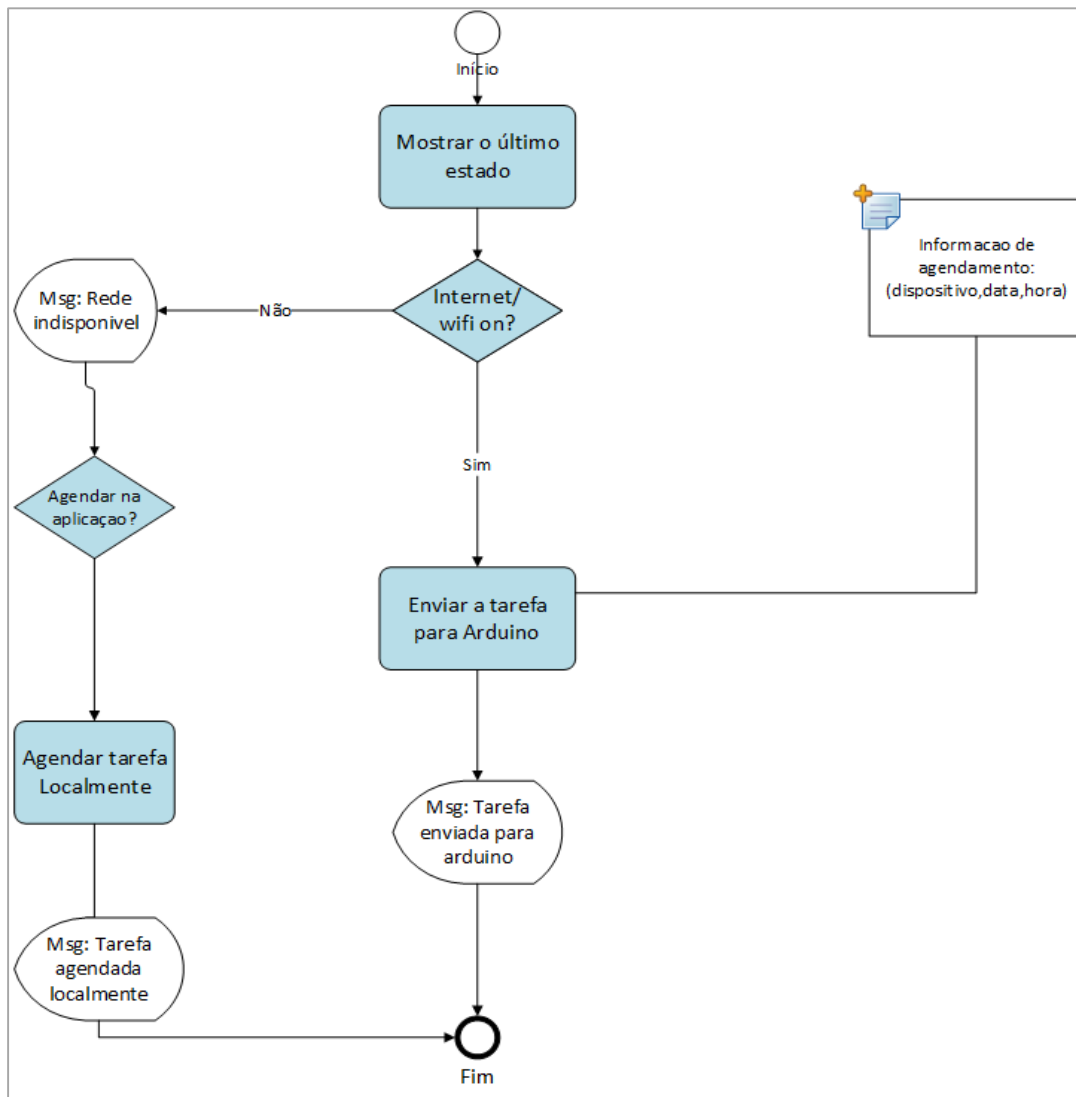 Início
Mostrar o último
estado
Informacao de
agendamento:
(dispositivo,data,hora)
Internet/
wifi on?
Não
Msg: Rede
indisponivel
Sim
Agendar na
aplicaçao?
Enviar a tarefa
para Arduino
Agendar tarefa
Localmente
Msg: Tarefa
enviada para
arduino
Msg: Tarefa
agendada
localmente
Fim